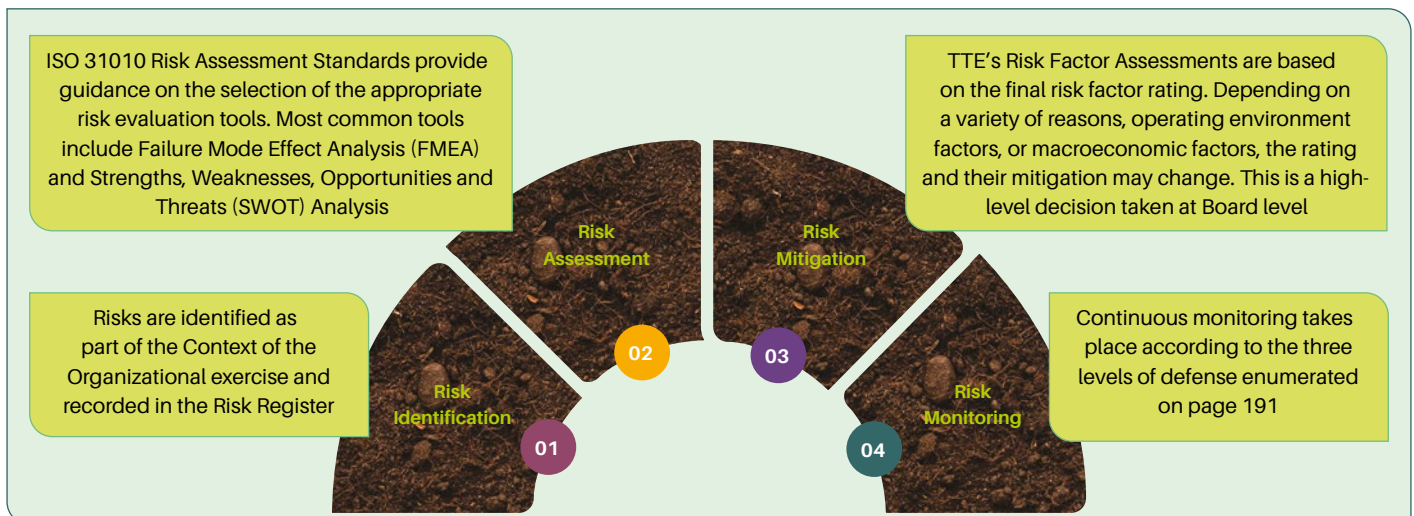 ISO 31010 Risk Assessment Standards provide
guidance on the selection of the appropriate
risk evaluation tools. Most common tools
include Failure Mode Effect Analysis (FMEA)
and Strengths, Weaknesses, Opportunities and
Threats (SWOT) Analysis
TTE’s Risk Factor Assessments are based
on the final risk factor rating. Depending on
a variety of reasons, operating environment
factors, or macroeconomic factors, the rating
and their mitigation may change. This is a high-
level decision taken at Board level
Risk
Assessment
Risk
Mitigation
Risks are identified as
part of the Context of the
Organizational exercise and
recorded in the Risk Register
Continuous monitoring takes
place according to the three
levels of defense enumerated
on page 191
02
03
Risk
Identification
Risk
Monitoring
01
04